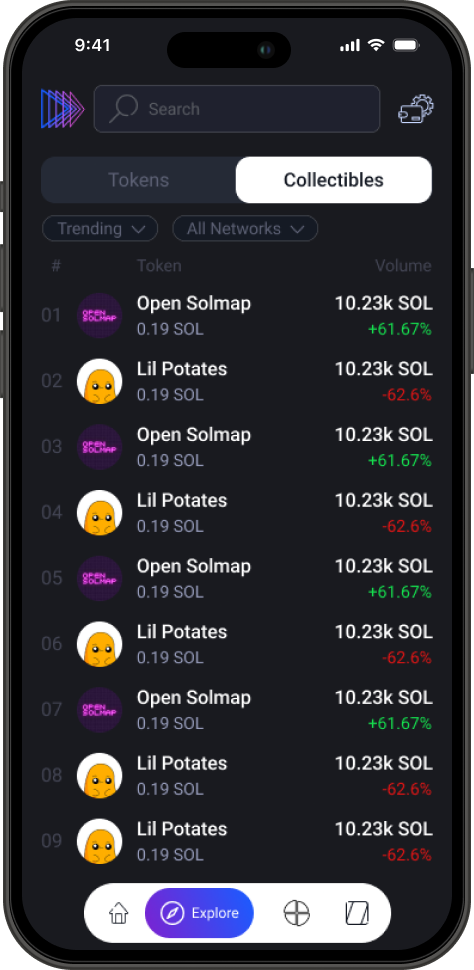 9:41
Search
Tokens Collectibles
Trending All Networks
# Token Volume
01 OPEN SOLMAP Open Solmap 10.23k SOL
0.19 SOL +61.67%
02 Lil Potates 10.23k SOL
0.19 SOL -62.6%
03 OPEN SOLMAP Open Solmap 10.23k SOL
0.19 SOL +61.67%
04 Lil Potates 10.23k SOL
0.19 SOL -62.6%
05 OPEN SOLMAP Open Solmap 10.23k SOL
0.19 SOL +61.67%
06 Lil Potates 10.23k SOL
0.19 SOL -62.6%
07 OPEN SOLMAP Open Solmap 10.23k SOL
0.19 SOL +61.67%
08 Lil Potates 10.23k SOL
0.19 SOL -62.6%
09 Lil Potates 10.23k SOL
0.19 SOL -62.6%
Explore